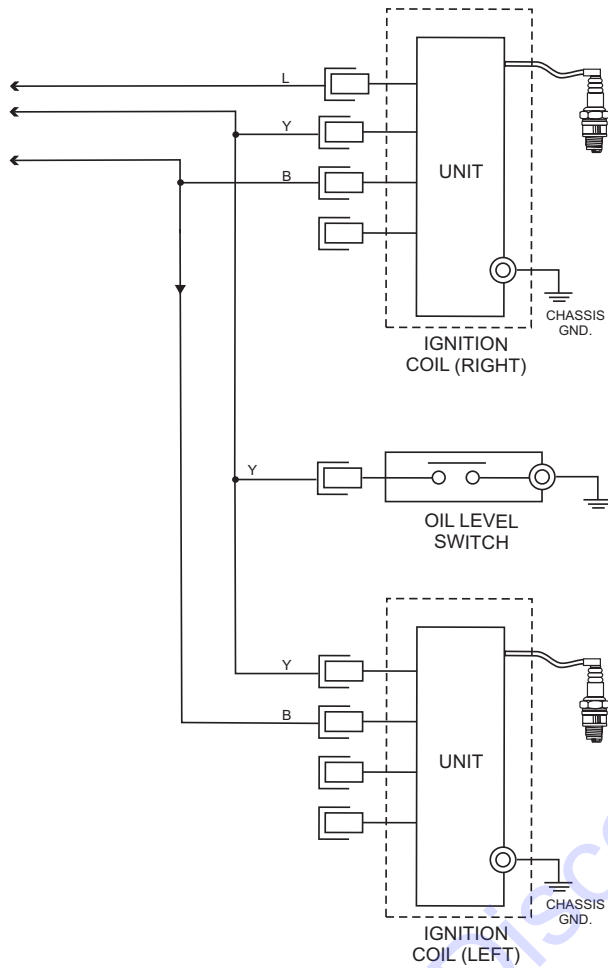 L
Y
B
UNIT
CHASSIS
GND.
IGNITION
COIL (RIGHT)
Y
OIL LEVEL
SWITCH
Y
B
UNIT
CHASSIS
GND.
IGNITION
COIL (LEFT)